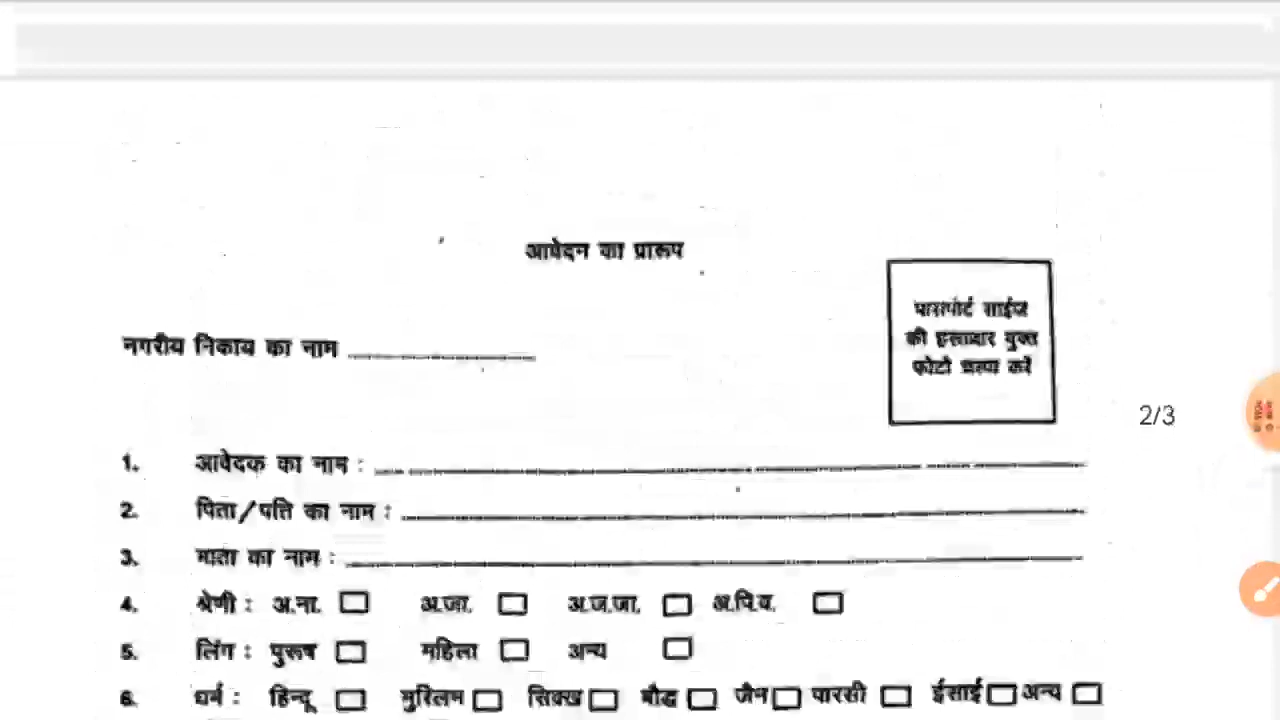 आवेदन का प्रारूप
पासपोर्ट साईज
की हस्ताक्षर युक्त
फोटो चस्पा करें
नगरीय निकाय का नाम
2/3
1. आवेदक का नाम :
2. पिता/पति का नाम :
3. माता का नाम :
4. श्रेणी : अ.ना. अ.जा. अ.ज.जा. अ.पि.व.
5. लिंग : पुरूष महिला अन्य
6. धर्म : हिन्दू मुस्लिम सिक्ख बौद्ध जैन पारसी ईसाई अन्य